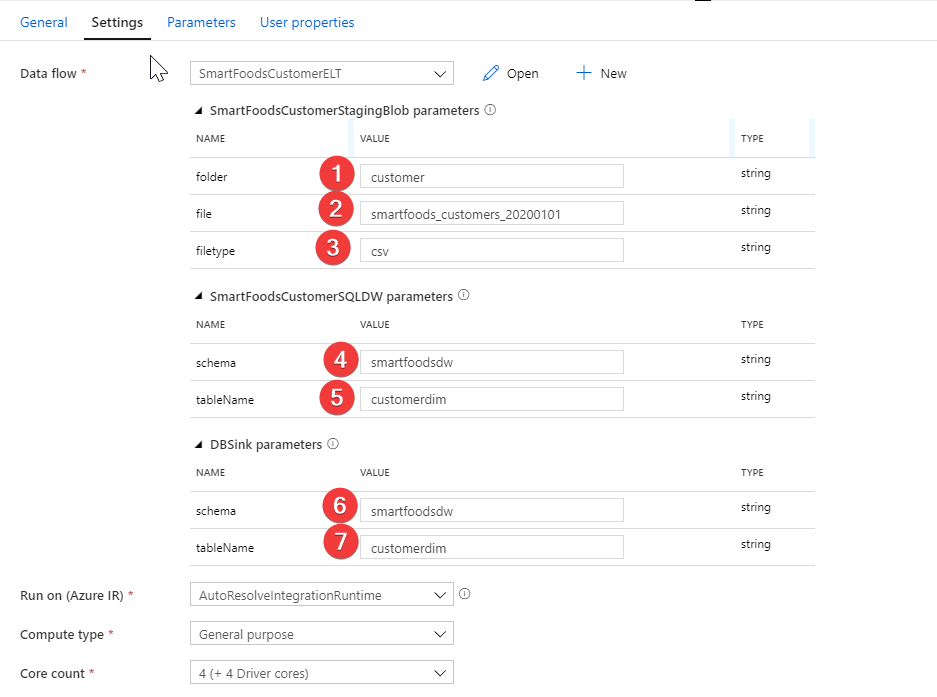 General Settings Parameters User properties
Data flow * SmartFoodsCustomerELT Open New
SmartFoodsCustomerStagingBlob parameters
NAME VALUE TYPE
folder 1 customer string
file 2 smartfoods_customers_20200101 string
filetype 3 csv string
SmartFoodsCustomerSQLDW parameters
NAME VALUE TYPE
schema 4 smartfoodsdw string
tableName 5 customerdim string
DBSink parameters
NAME VALUE TYPE
schema 6 smartfoodsdw string
tableName 7 customerdim string
Run on (Azure IR) * AutoResolveIntegrationRuntime
Compute type * General purpose
Core count * 4 (+ 4 Driver cores)